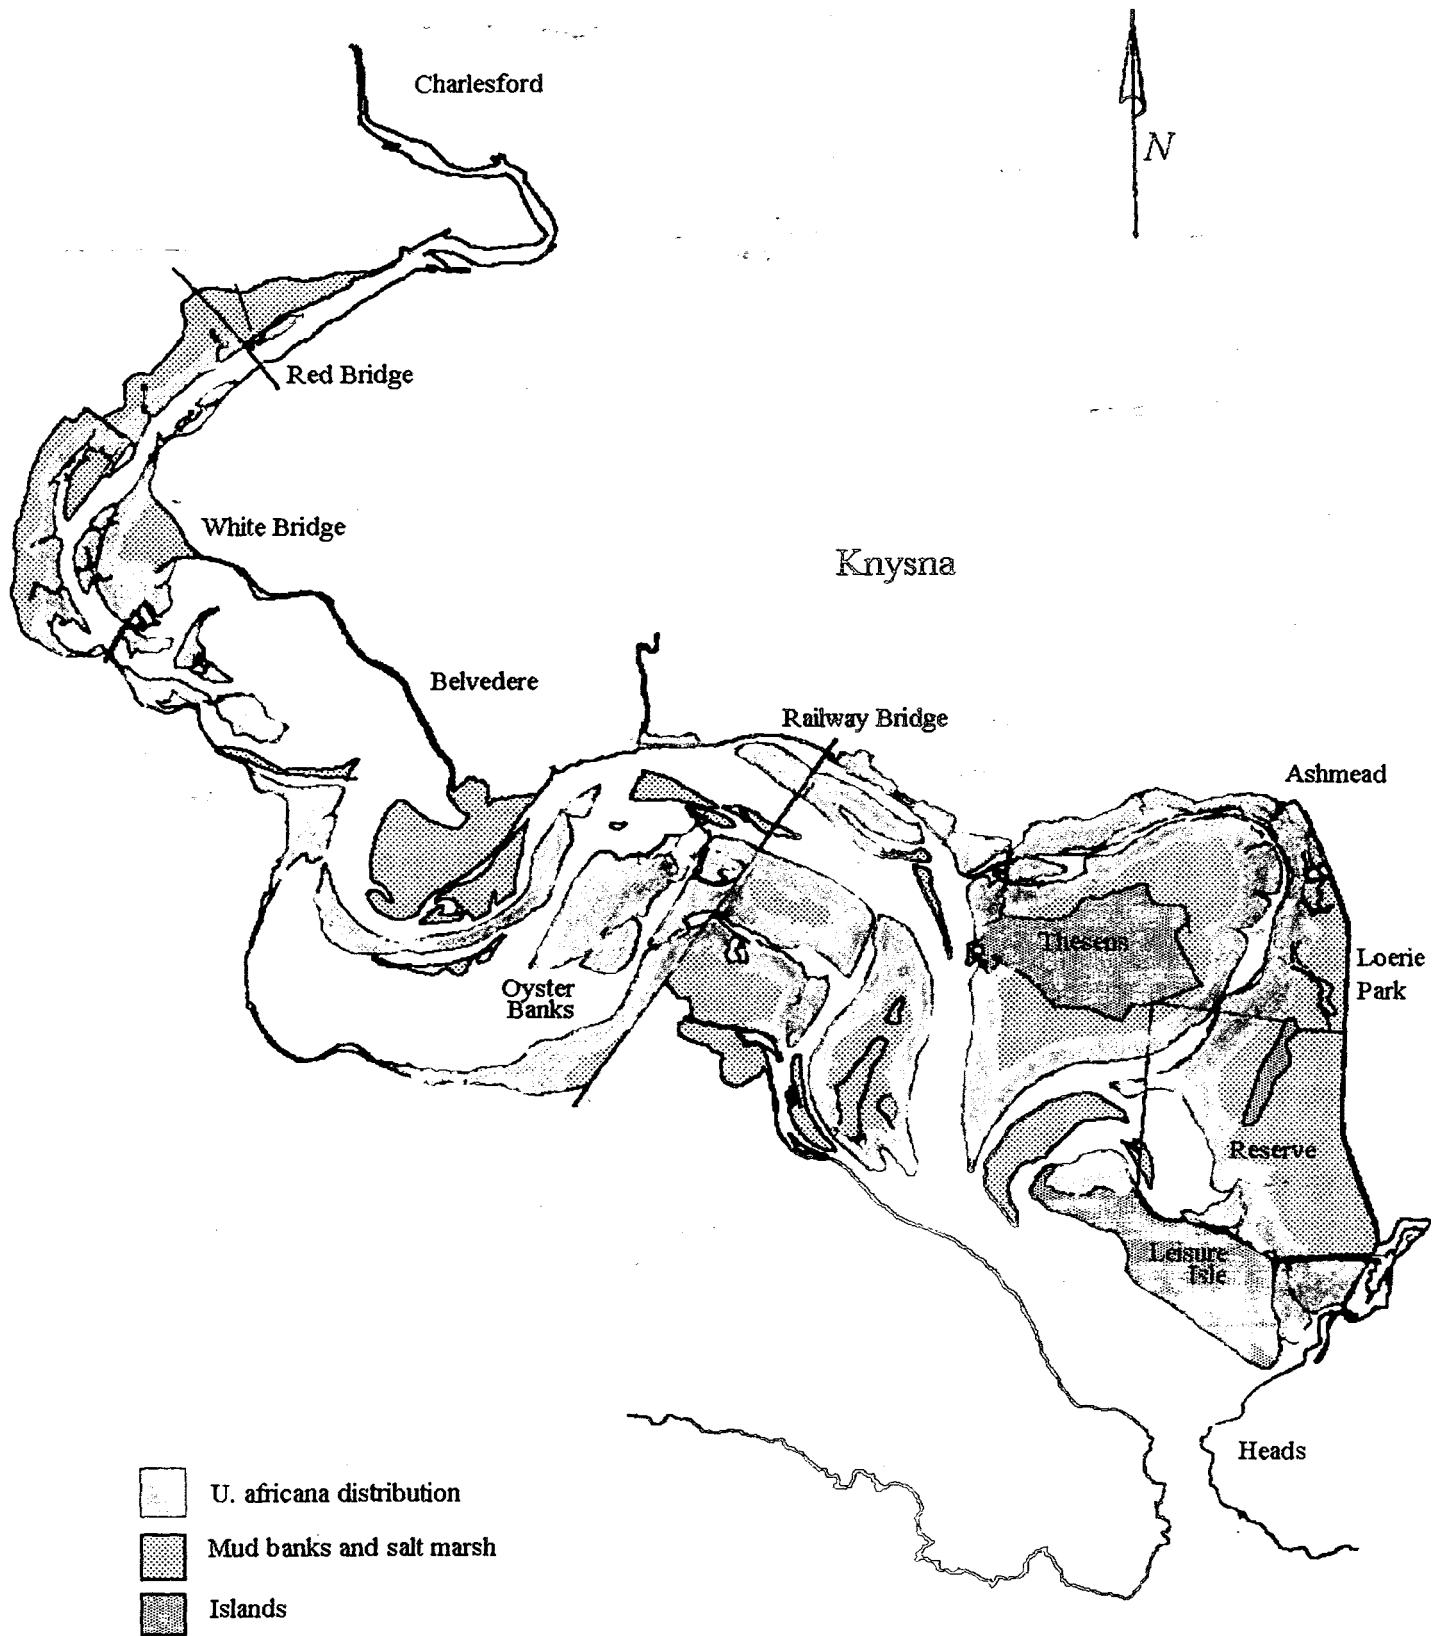 Charlesford
N
Red Bridge
White Bridge
Knysna
Belvedere
Railway Bridge
Ashmead
Thesens
Loerie
Park
Oyster
Banks
Reserve
Leisure
Isle
Heads
U. africana distribution
Mud banks and salt marsh
Islands